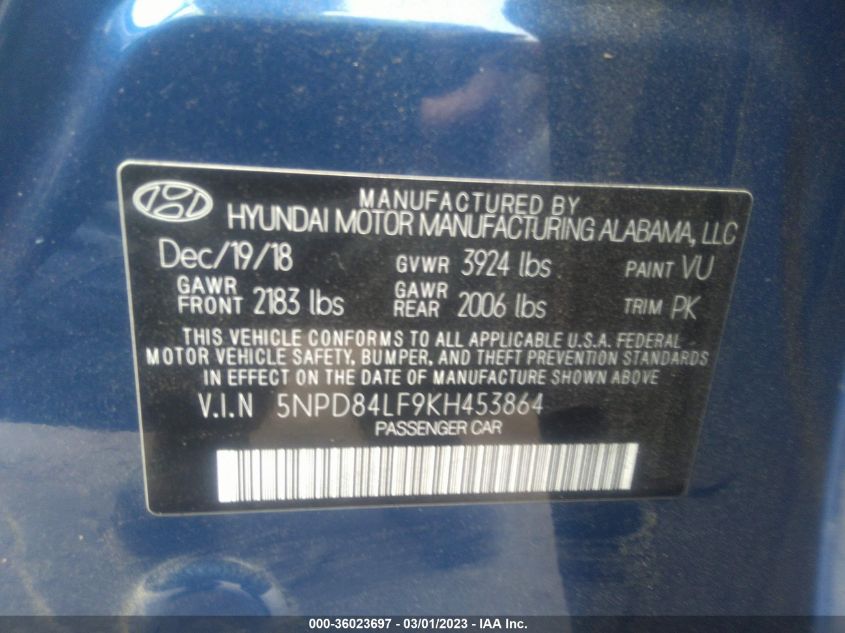 MANUFACTURED BY
HYUNDAI MOTOR MANUFACTURING ALABAMA, LLC
Dec/19/18 GVWR 3924 lbs PAINT VU
GAWR FRONT 2183 lbs GAWR REAR 2006 lbs TRIM PK
THIS VEHICLE CONFORMS TO ALL APPLICABLE U.S.A. FEDERAL
MOTOR VEHICLE SAFETY, BUMPER, AND THEFT PREVENTION STANDARDS
IN EFFECT ON THE DATE OF MANUFACTURE SHOWN ABOVE
V.I.N 5NPD84LF9KH453864
PASSENGER CAR
000-36023697 - 03/01/2023 - IAA Inc.